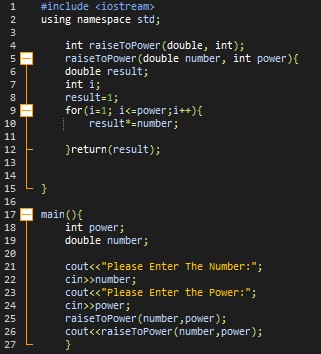 1 #include <iostream>
2 using namespace std;
3
4 int raiseToPower(double, int);
5 raiseToPower(double number, int power){
6 double result;
7 int i;
8 result=1;
9 for(i=1; i<=power;i++){
10 result*=number;
11
12 }return(result);
13
14
15 }
16
17 main(){
18 int power;
19 double number;
20
21 cout<<"Please Enter The Number:";
22 cin>>number;
23 cout<<"Please Enter the Power:";
24 cin>>power;
25 raiseToPower(number,power);
26 cout<<raiseToPower(number,power);
27 }